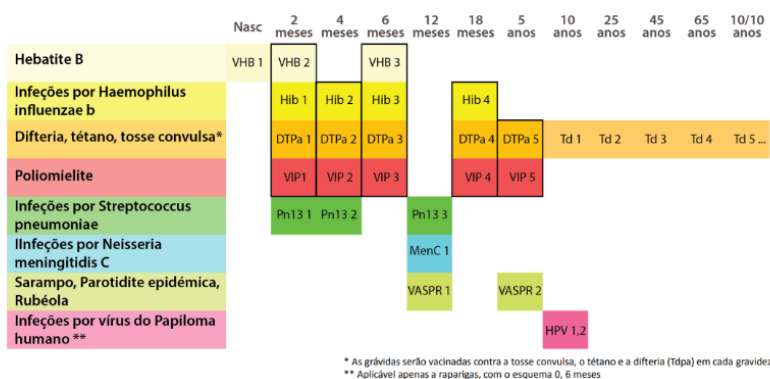 Nasc 2 meses 4 meses 6 meses 12 meses 18 meses 5 anos 10 anos 25 anos 45 anos 65 anos 10/10 anos
Hebatite B VHB 1 VHB 2 VHB 3
Infeções por Haemophilus
influenzae b Hib 1 Hib 2 Hib 3 Hib 4
Difteria, tétano, tosse convulsa* DTPa 1 DTPa 2 DTPa 3 DTPa 4 DTPa 5 Td 1 Td 2 Td 3 Td 4 Td 5 ...
Poliomielite VIP1 VIP 2 VIP 3 VIP 4 VIP 5
Infeções por Streptococcus
pneumoniae Pn13 1 Pn13 2 Pn13 3
IInfeções por Neisseria
meningitidis C MenC 1
Sarampo, Parotidite epidémica,
Rubéola VASPR 1 VASPR 2
Infeções por vírus do Papiloma
humano ** HPV 1,2
* As grávidas serão vacinadas contra a tosse convulsa, o tétano e a difteria (Tdpa) em cada gravidez
** Aplicável apenas a raparigas, com o esquema 0, 6 meses